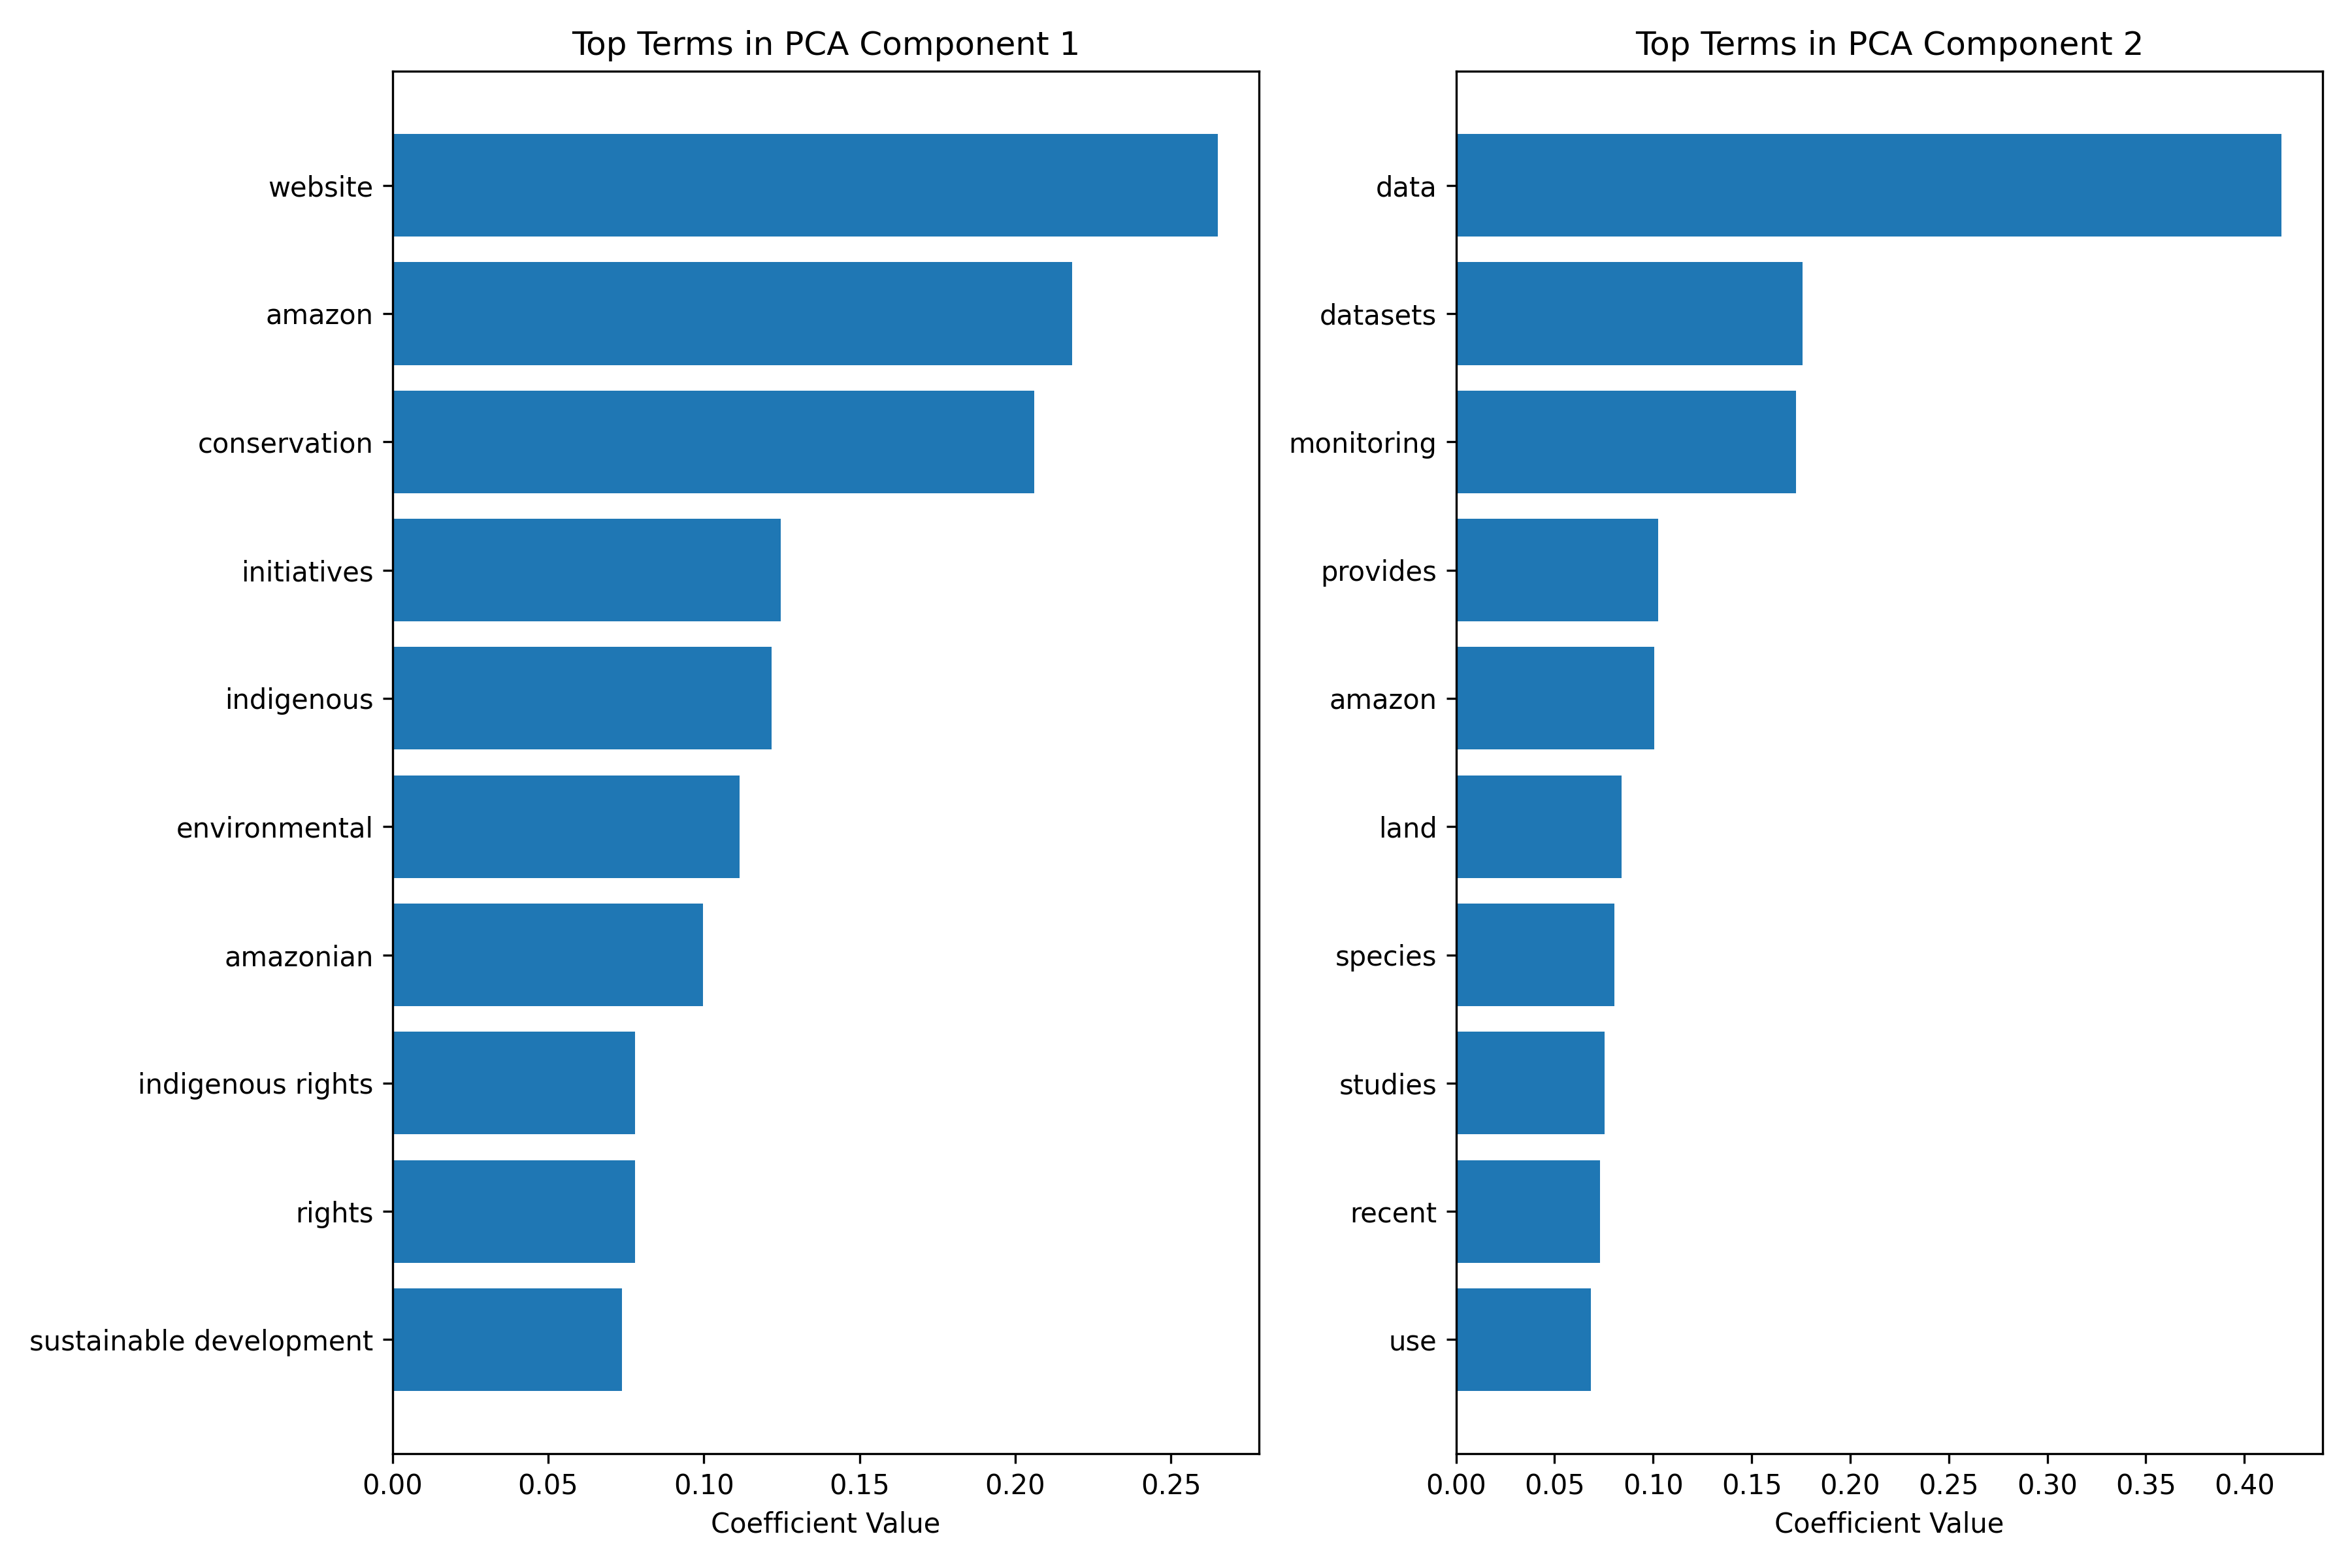 Top Terms in PCA Component 1
website
amazon
conservation
initiatives
indigenous
environmental
amazonian
indigenous rights
rights
sustainable development
0.00 0.05 0.10 0.15 0.20 0.25
Coefficient Value
Top Terms in PCA Component 2
data
datasets
monitoring
provides
amazon
land
species
studies
recent
use
0.00 0.05 0.10 0.15 0.20 0.25 0.30 0.35 0.40
Coefficient Value